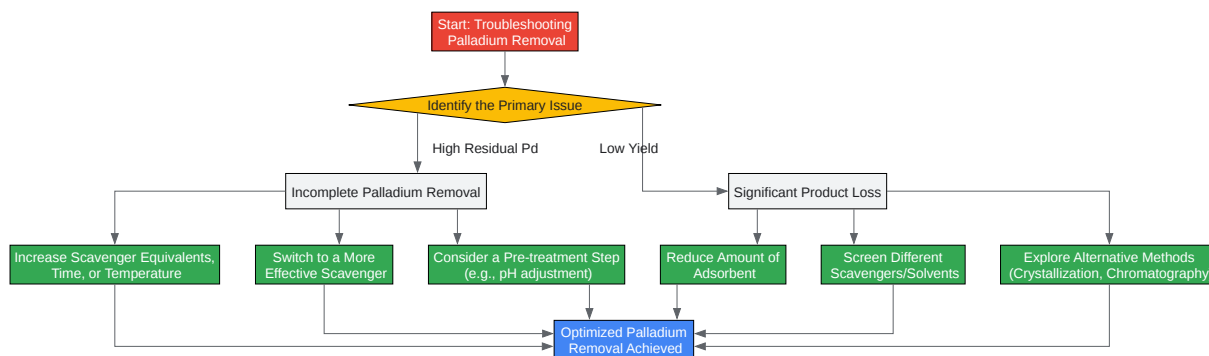 Start: Troubleshooting
Palladium Removal
Identify the Primary Issue
High Residual Pd
Low Yield
Incomplete Palladium Removal
Significant Product Loss
Increase Scavenger Equivalents,
Time, or Temperature
Switch to a More
Effective Scavenger
Consider a Pre-treatment Step
(e.g., pH adjustment)
Reduce Amount of
Adsorbent
Screen Different
Scavengers/Solvents
Explore Alternative Methods
(Crystallization, Chromatography
Optimized Palladium
Removal Achieved